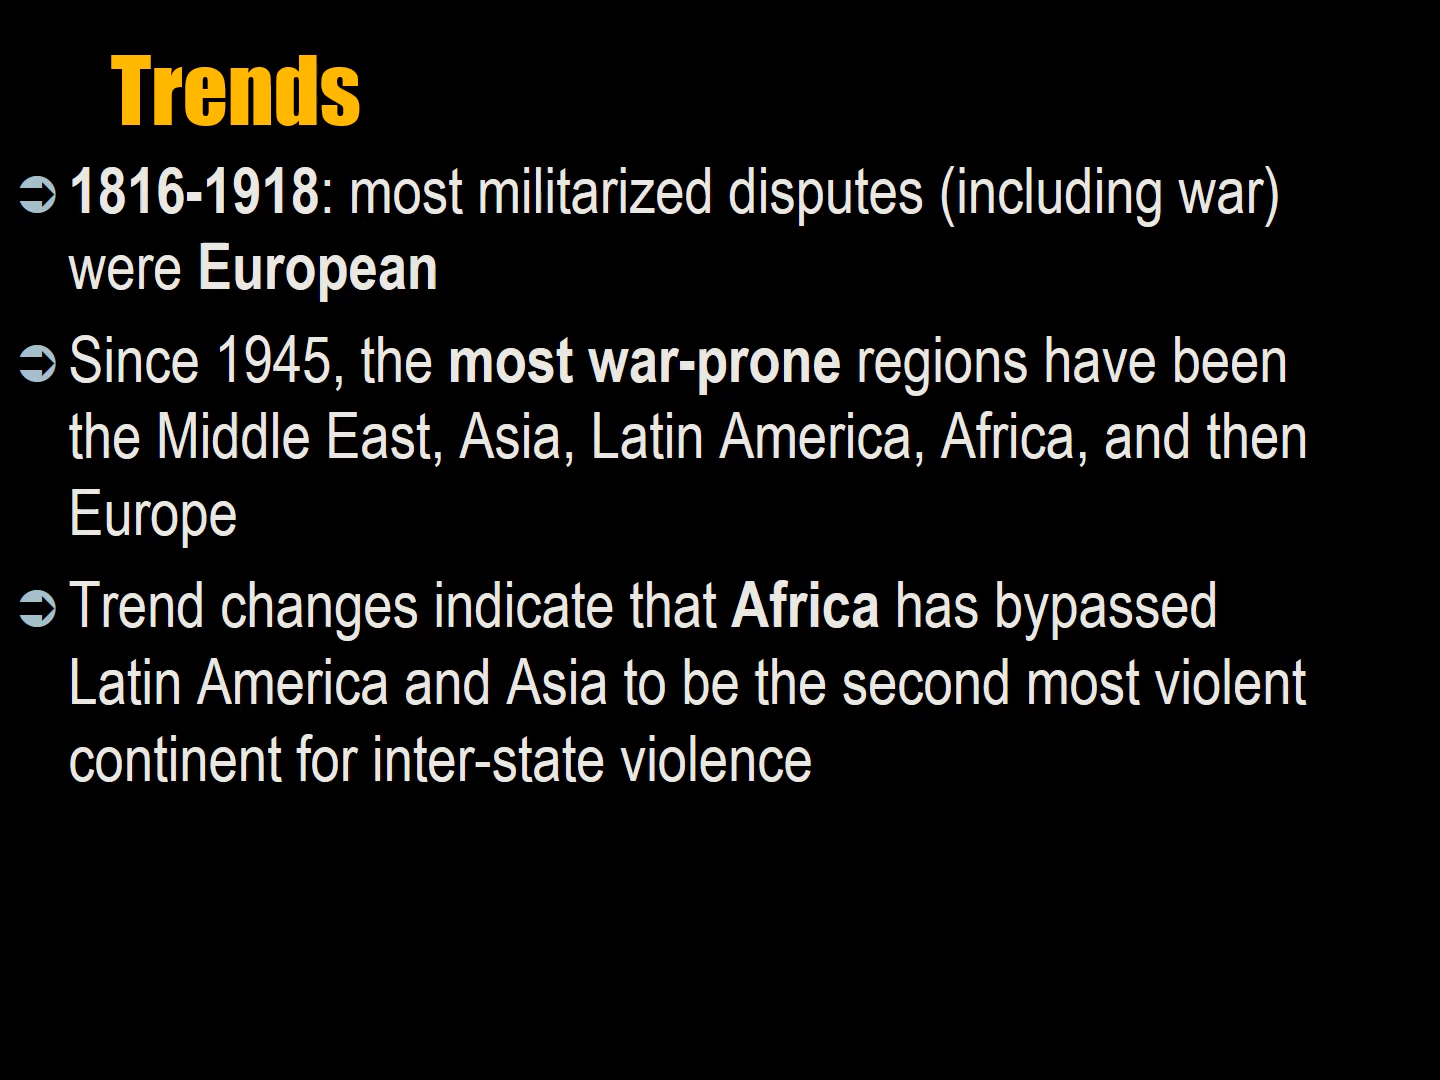 Trends
➲ 1816-1918: most militarized disputes (including war)
were European
➲ Since 1945, the most war-prone regions have been
the Middle East, Asia, Latin America, Africa, and then
Europe
➲ Trend changes indicate that Africa has bypassed
Latin America and Asia to be the second most violent
continent for inter-state violence